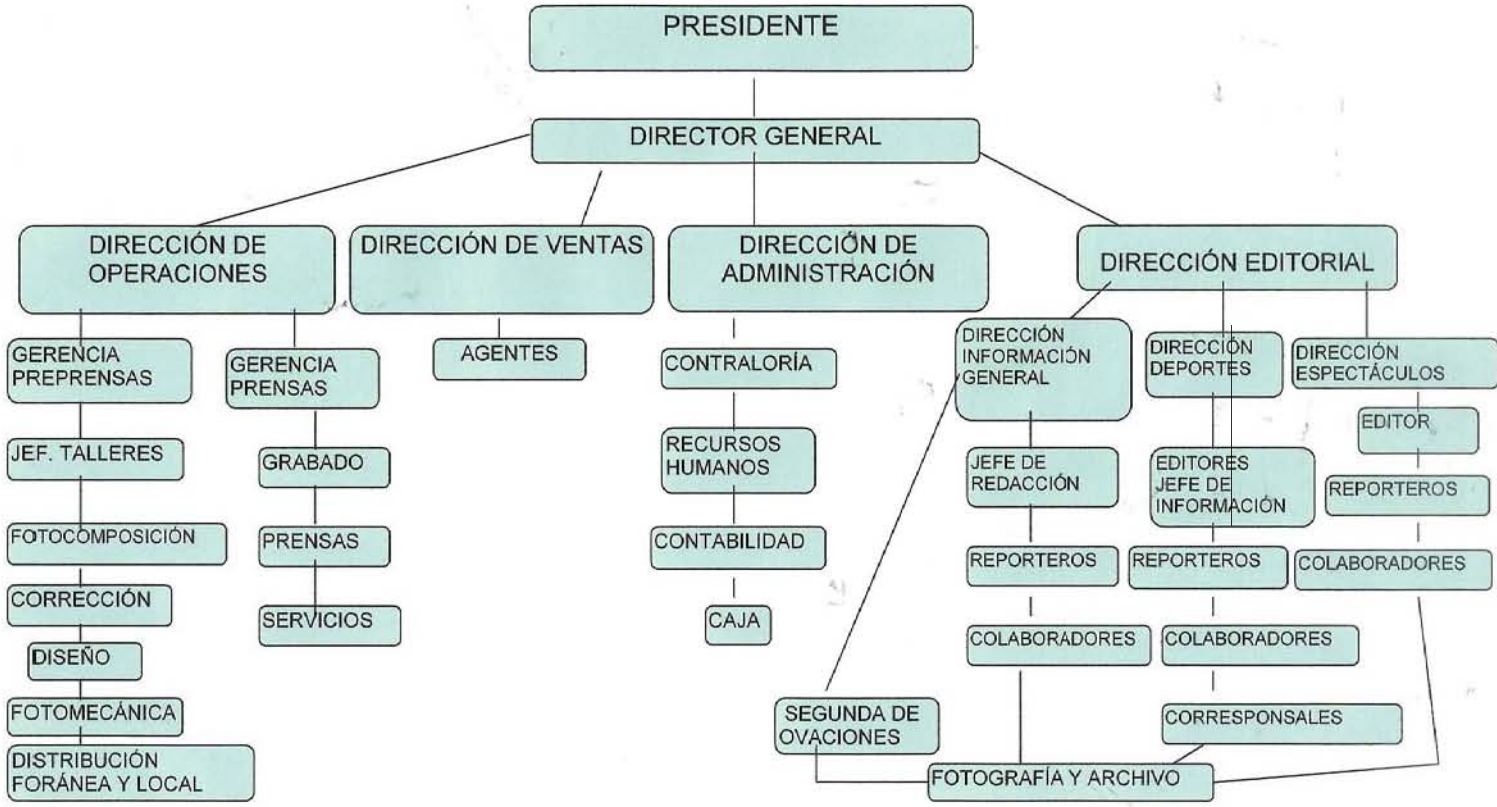 PRESIDENTE
DIRECTOR GENERAL
DIRECCIÓN DE
OPERACIONES
DIRECCIÓN DE VENTAS
DIRECCIÓN DE
ADMINISTRACIÓN
DIRECCIÓN EDITORIAL
GERENCIA
PREPRENSAS
JEF. TALLERES
FOTOCOMPOSICIÓN
CORRECCIÓN
DISEÑO
FOTOMECÁNICA
DISTRIBUCIÓN
FORÁNEA Y LOCAL
GERENCIA
PRENSAS
GRABADO
PRENSAS
SERVICIOS
AGENTES
CONTRALORÍA
RECURSOS
HUMANOS
CONTABILIDAD
CAJA
DIRECCIÓN
INFORMACIÓN
GENERAL
JEFE DE
REDACCIÓN
REPORTEROS
COLABORADORES
SEGUNDA DE
OVACIONES
DIRECCIÓN
DEPORTES
EDITORES
JEFE DE
INFORMACIÓN
REPORTEROS
COLABORADORES
CORRESPONSALES
DIRECCIÓN
ESPECTÁCULOS
EDITOR
REPORTEROS
COLABORADORES
FOTOGRAFÍA Y ARCHIVO